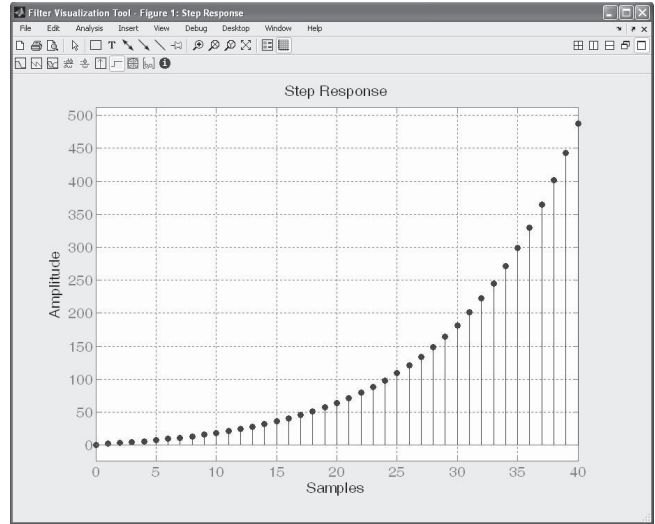 Filter Visualization Tool - Figure 1: Step Response
File Edit Analysis Insert View Debug Desktop Window Help
Step Response
500
450
400
350
300
250
200
150
100
50
0
Amplitude
0 5 10 15 20 25 30 35 40
Samples